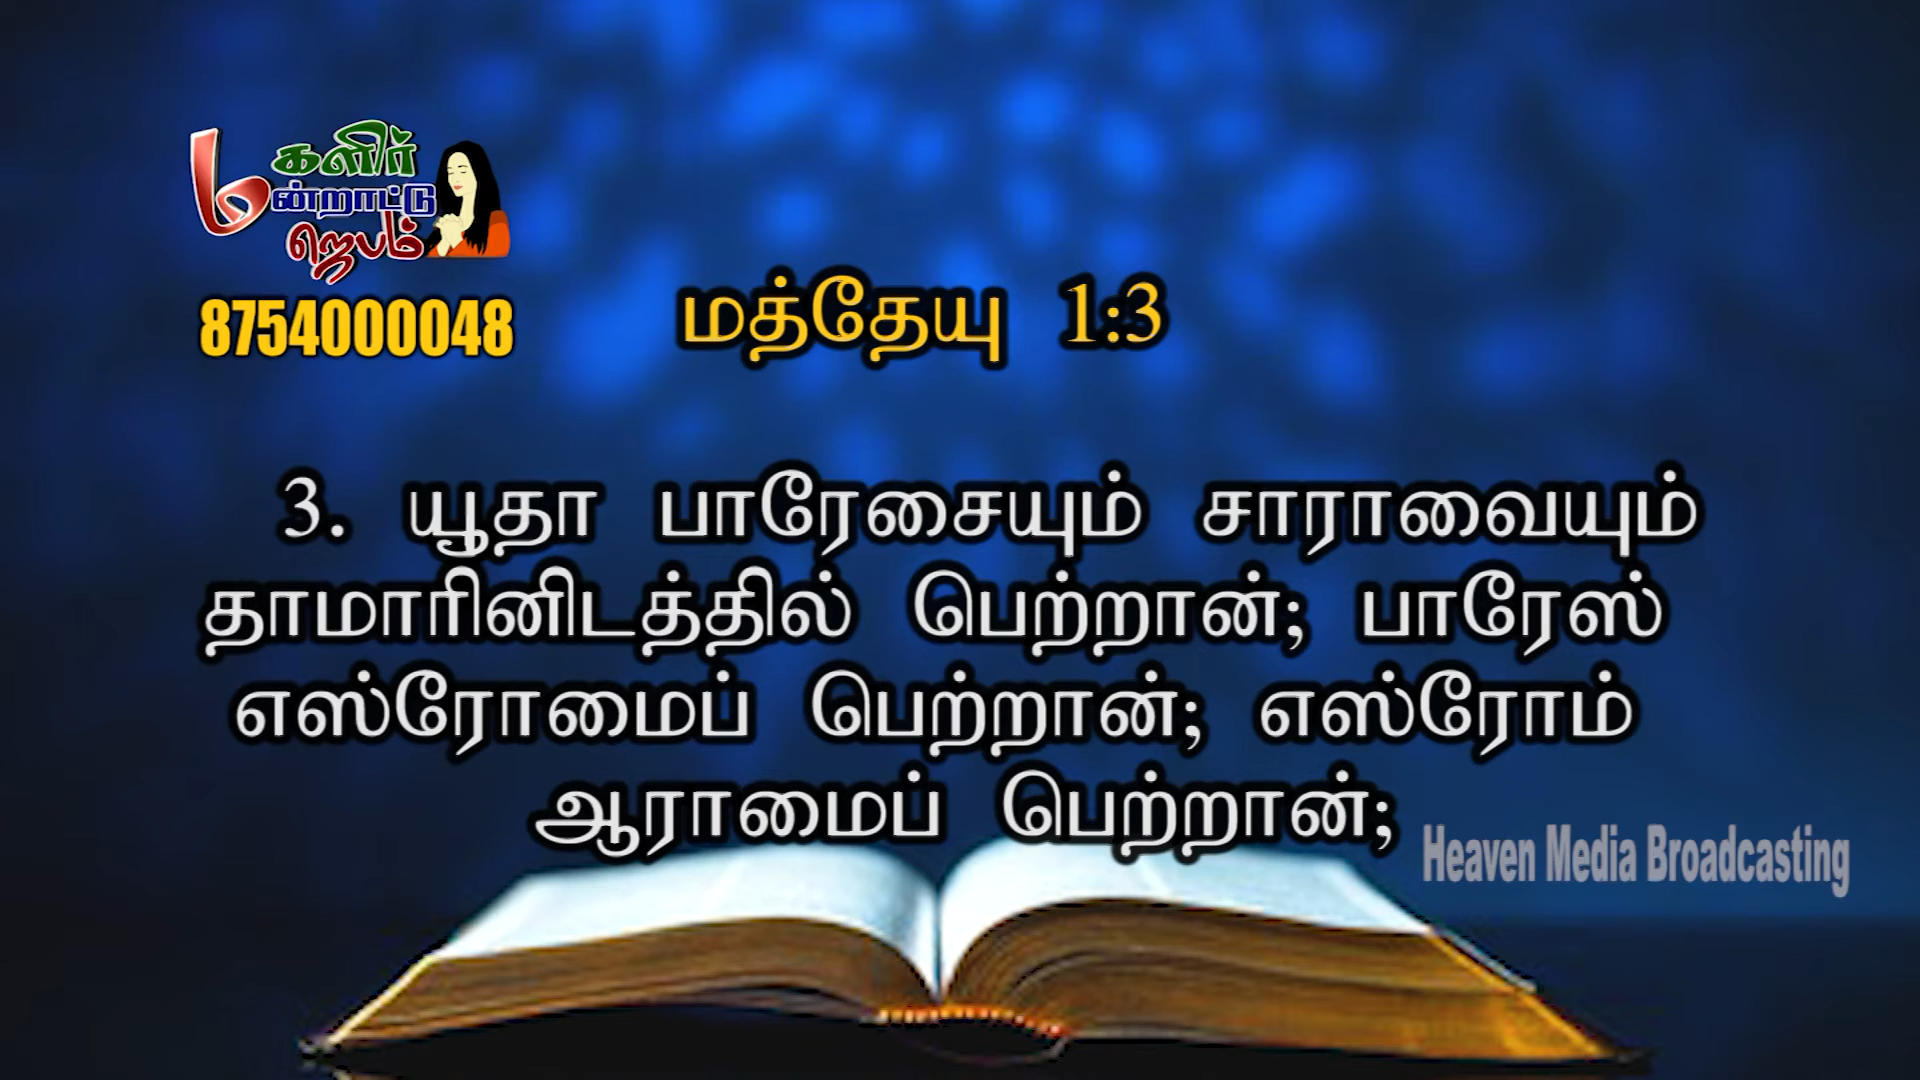 மகளிர்
மன்றாட்டு
ஜெபம்
8754000048
மத்தேயு 1:3
3. யூதா பாரேசையும் சாராவையும்
தாமாரினிடத்தில் பெற்றான்; பாரேஸ்
எஸ்ரோமைப் பெற்றான்; எஸ்ரோம்
ஆராமைப் பெற்றான்;
Heaven Media Broadcasting